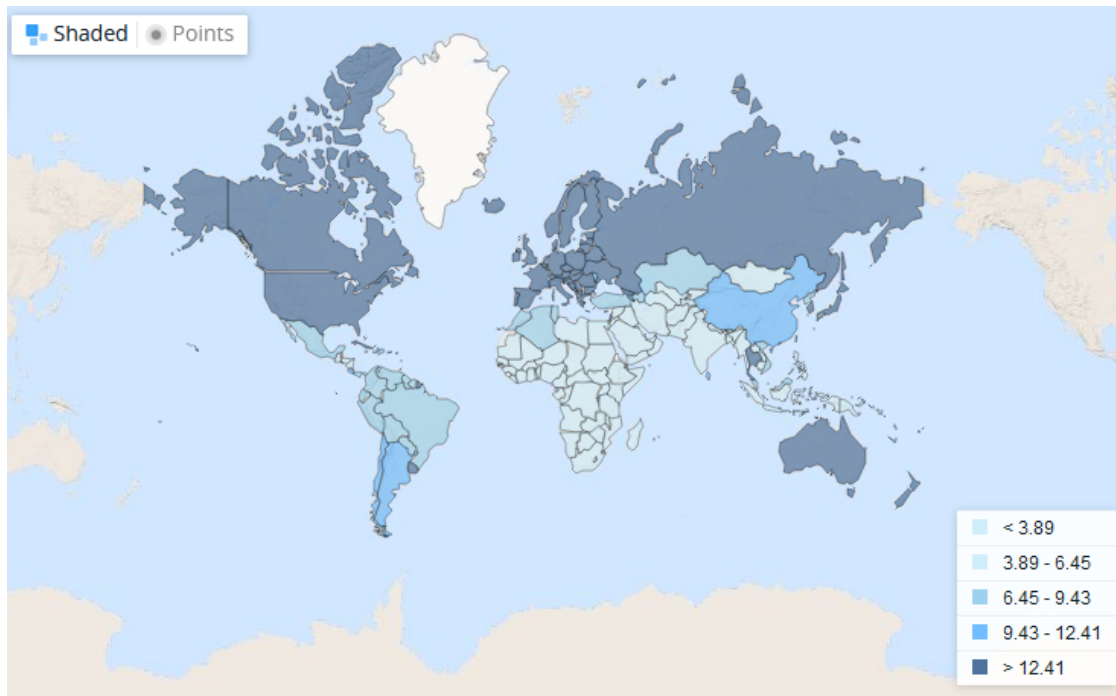 Shaded Points
< 3.89
3.89 - 6.45
6.45 - 9.43
9.43 - 12.41
> 12.41